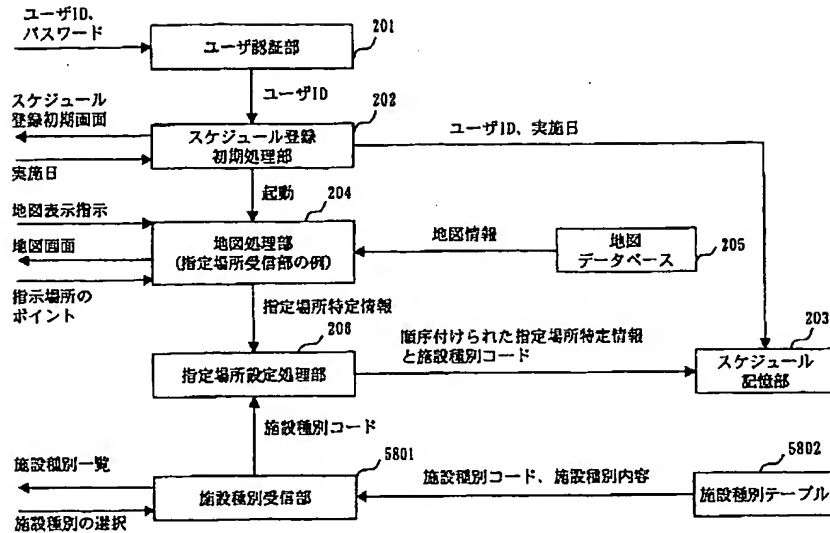 ユーザID、
パスワード
201
ユーザ認証部
ユーザID
スケジュール
登録初期画面
202
スケジュール登録
初期処理部
ユーザID、実施日
実施日
起動
204
地図表示指示
地図画面
地図処理部
(指定場所受信部の例)
地図情報
地図
データベース
205
指示場所の
ポイント
指定場所特定情報
206
順序付けられた指定場所特定情報
と施設種別コード
203
指定場所設定処理部
スケジュール
記憶部
施設種別コード
5801
5802
施設種別一覧
施設種別受信部
施設種別コード、施設種別内容
施設種別テーブル
施設種別の選択